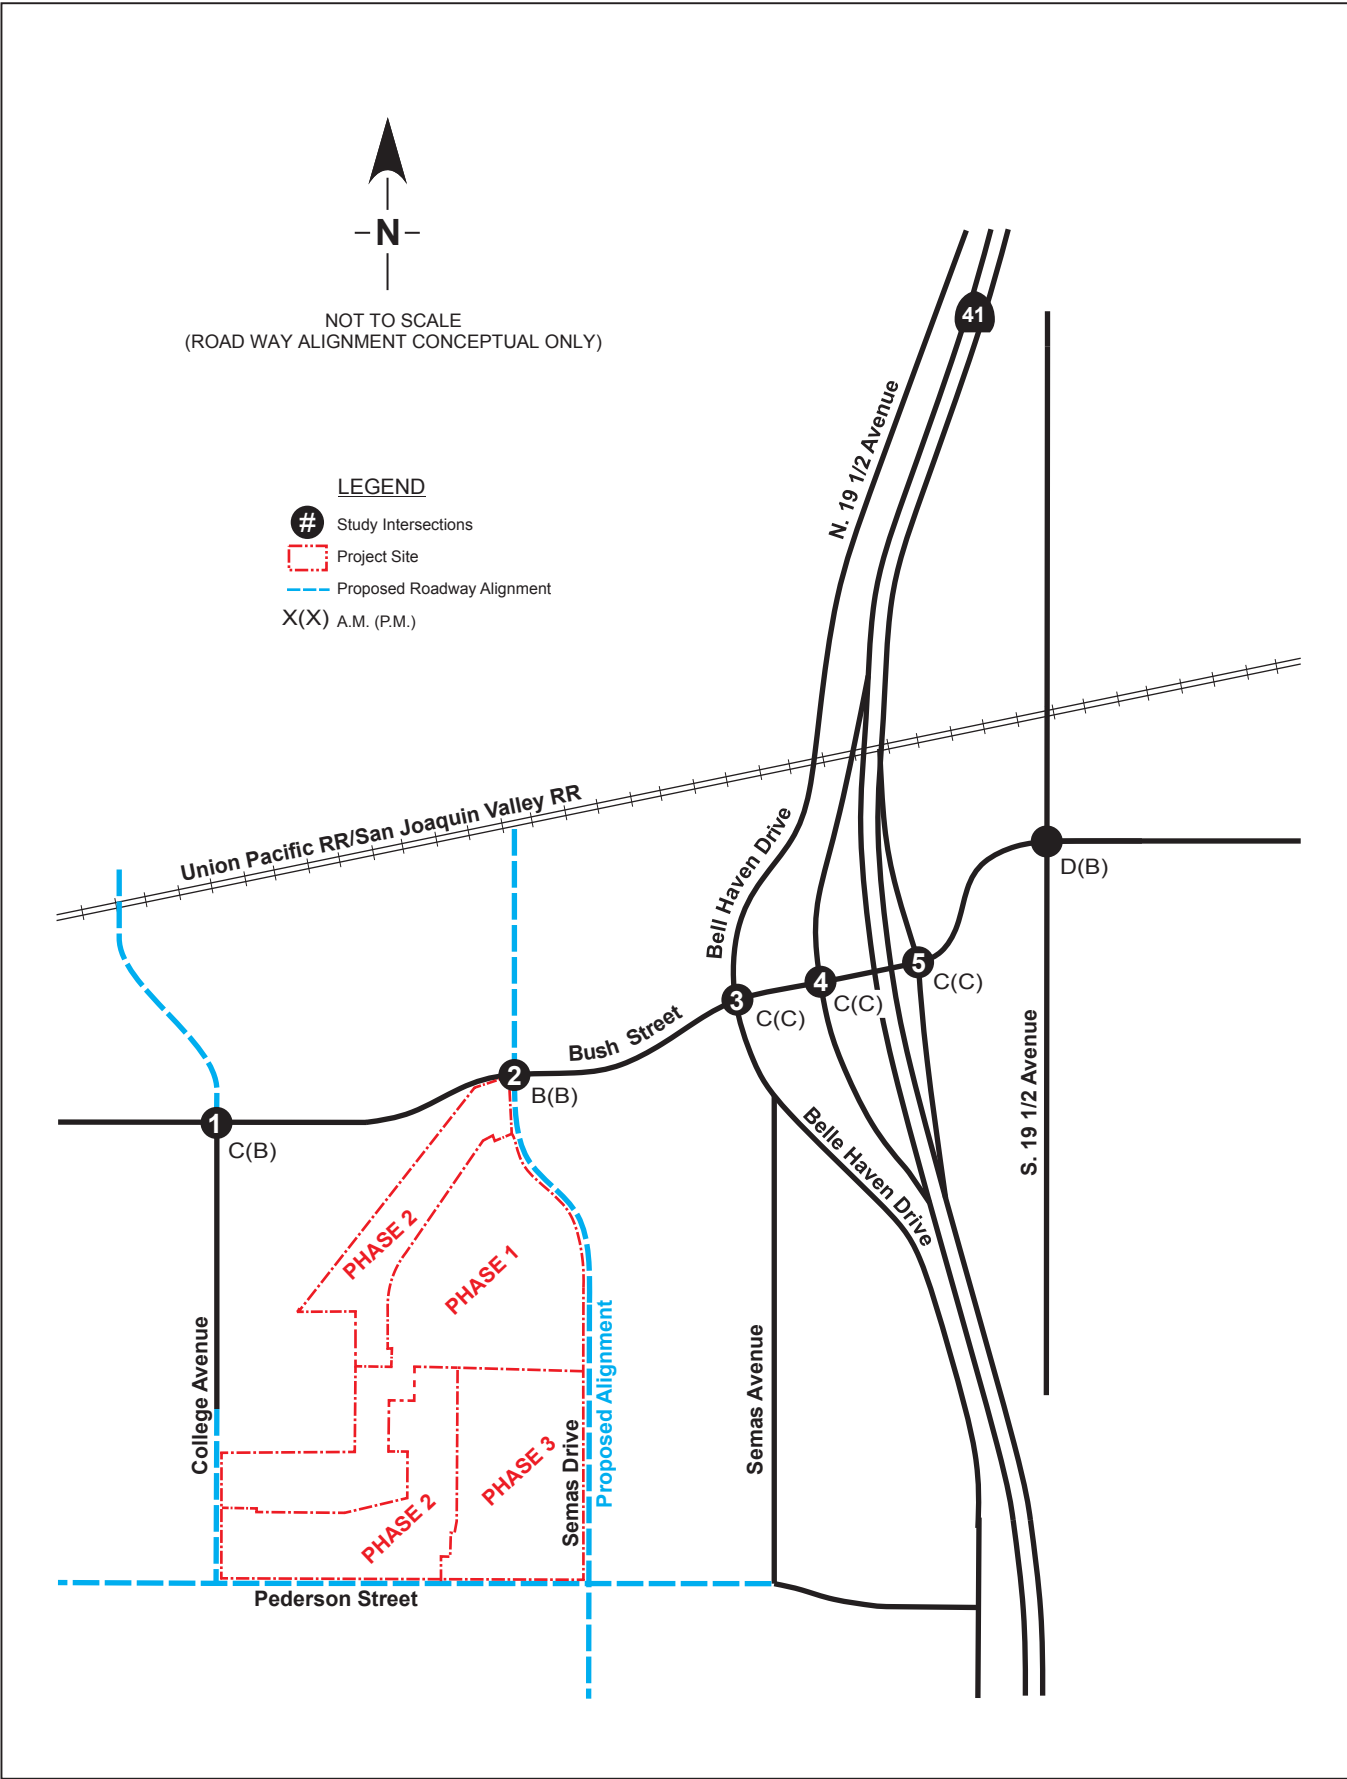 N
NOT TO SCALE
(ROAD WAY ALIGNMENT CONCEPTUAL ONLY)
41
N. 19 1/2 Avenue
LEGEND
# Study Intersections
Project Site
Proposed Roadway Alignment
X(X) A.M. (P.M.)
Union Pacific RR/San Joaquin Valley RR
Bell Haven Drive
D(B)
5
C(C)
4
C(C)
3
C(C)
Bush Street
2
B(B)
1
C(B)
S. 19 1/2 Avenue
Belle Haven Drive
PHASE 2
PHASE 1
College Avenue
Semas Avenue
Proposed Alignment
Semas Drive
PHASE 3
PHASE 2
Pederson Street